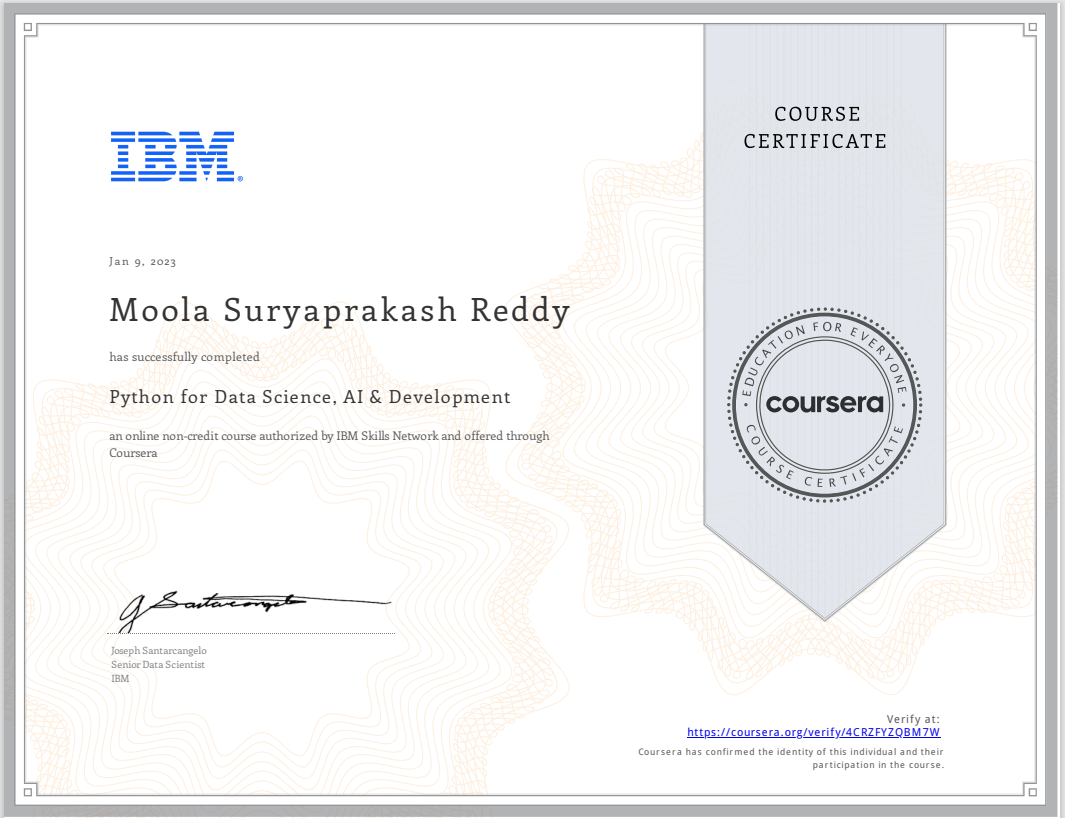 COURSE
CERTIFICATE
IBM®
Jan 9, 2023
Moola Suryaprakash Reddy
has successfully completed
Python for Data Science, AI & Development
an online non-credit course authorized by IBM Skills Network and offered through
Coursera
EDUCATION FOR EVERYONE
coursera
COURSE CERTIFICATE
J Santarcangelo
Joseph Santarcangelo
Senior Data Scientist
IBM
Verify at:
https://coursera.org/verify/4CRZFYZQBM7W
Coursera has confirmed the identity of this individual and their
participation in the course.